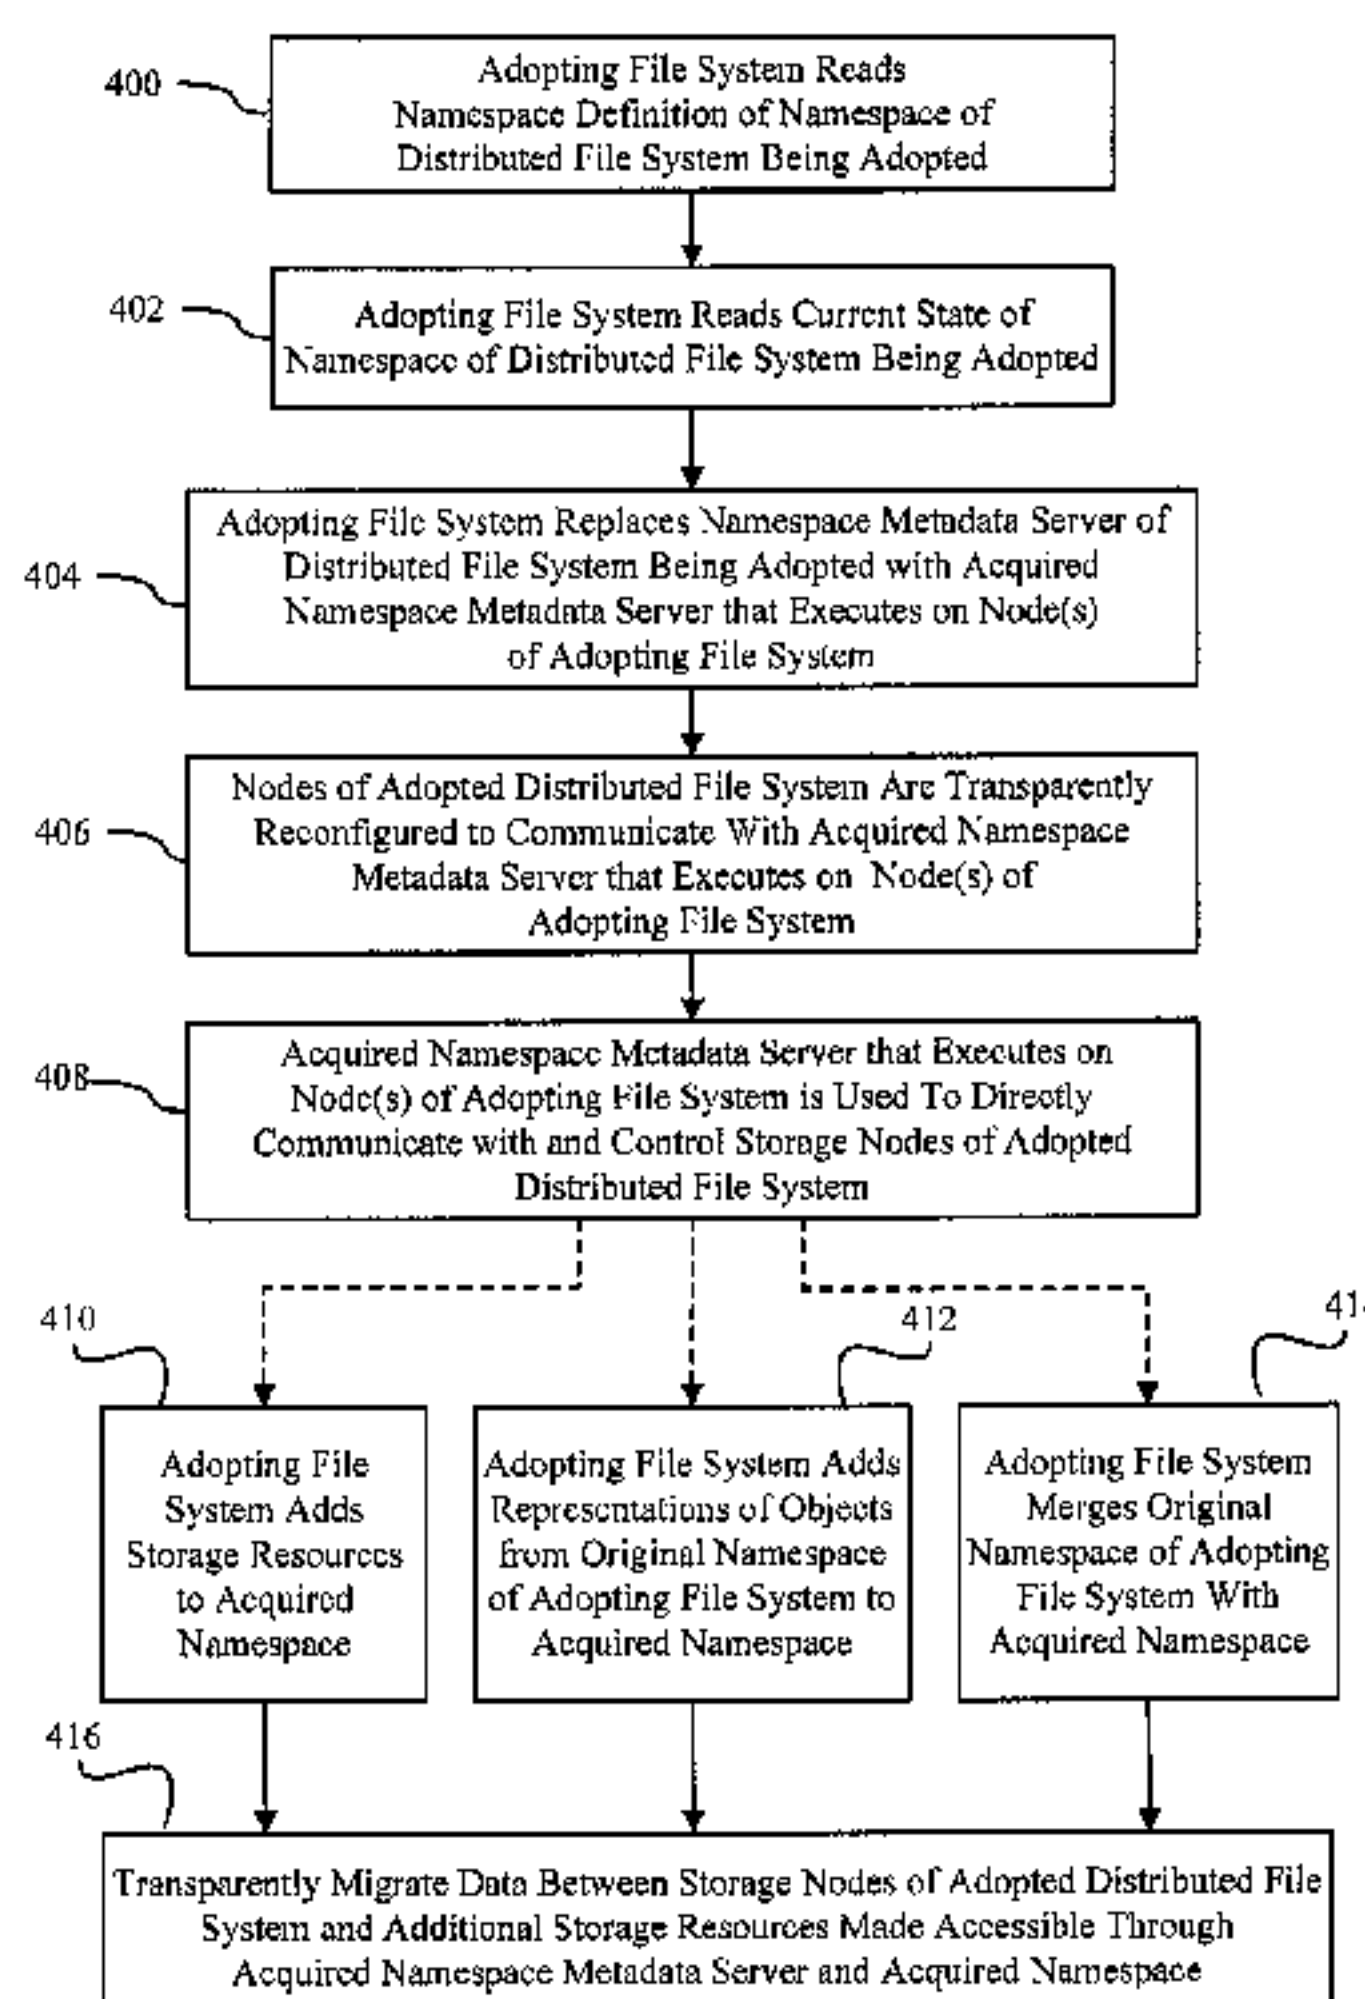 400
Adopting File System Reads
Namespace Definition of Namespace of
Distributed File System Being Adopted
402
Adopting File System Reads Current State of
Namespace of Distributed File System Being Adopted
404
Adopting File System Replaces Namespace Metadata Server of
Distributed File System Being Adopted with Acquired
Namespace Metadata Server that Executes on Node(s)
of Adopting File System
406
Nodes of Adopted Distributed File System Are Transparently
Reconfigured to Communicate With Acquired Namespace
Metadata Server that Executes on Node(s) of
Adopting File System
408
Acquired Namespace Metadata Server that Executes on
Node(s) of Adopting File System is Used To Directly
Communicate with and Control Storage Nodes of Adopted
Distributed File System
410
Adopting File
System Adds
Storage Resources
to Acquired
Namespace
412
Adopting File System Adds
Representations of Objects
from Original Namespace
of Adopting File System to
Acquired Namespace
Adopting File System
Merges Original
Namespace of Adopting
File System With
Acquired Namespace
416
Transparently Migrate Data Between Storage Nodes of Adopted Distributed File
System and Additional Storage Resources Made Accessible Through
Acquired Namespace Metadata Server and Acquired Namespace